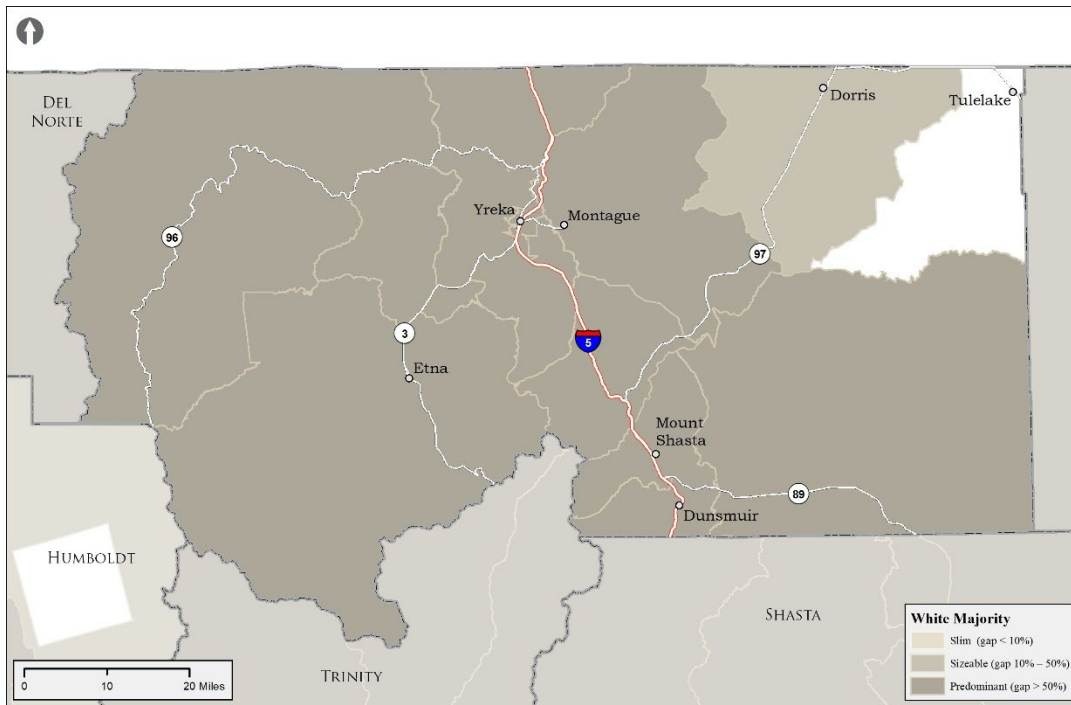 DEL
NORTE
Dorris
Tulelake
Yreka
Montague
96
97
3
5
Etna
Mount
Shasta
89
Dunsmuir
HUMBOLDT
SHASTA
TRINITY
White Majority
Slim (gap < 10%)
Sizeable (gap 10% – 50%)
Predominant (gap > 50%)
0 10 20 Miles